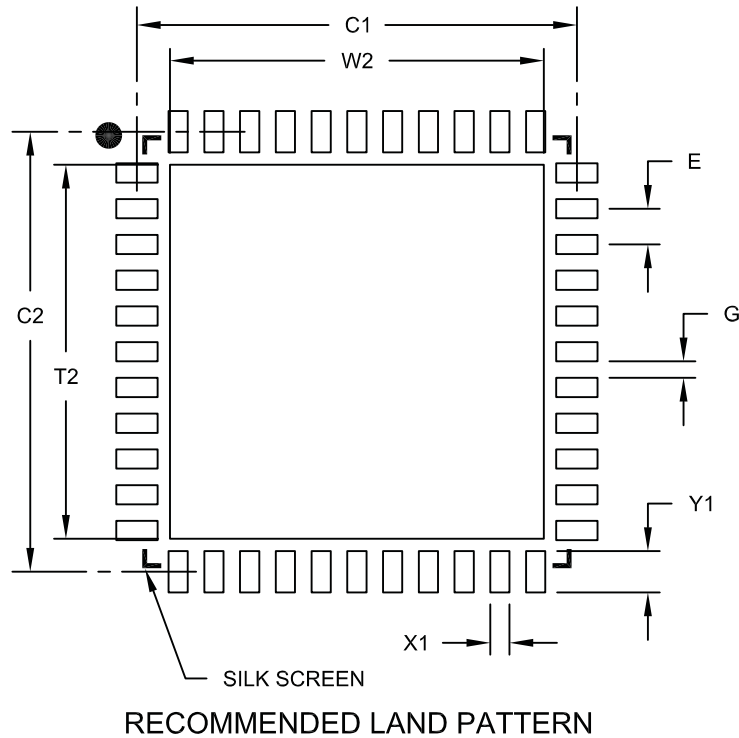 C1
W2
E
C2
G
T2
Y1
X1
SILK SCREEN
RECOMMENDED LAND PATTERN